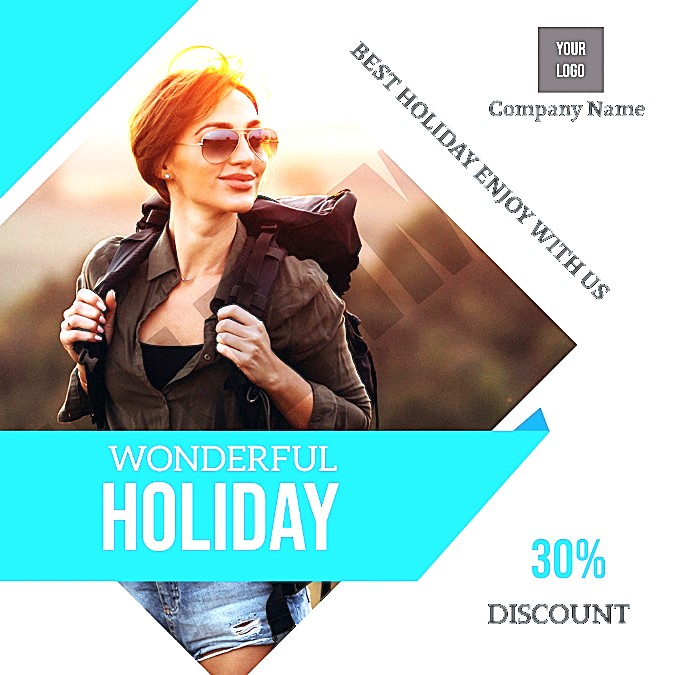 YOUR
LOGO
Company Name
BEST HOLIDAY ENJOY WITH US
WONDERFUL
HOLIDAY
30%
DISCOUNT